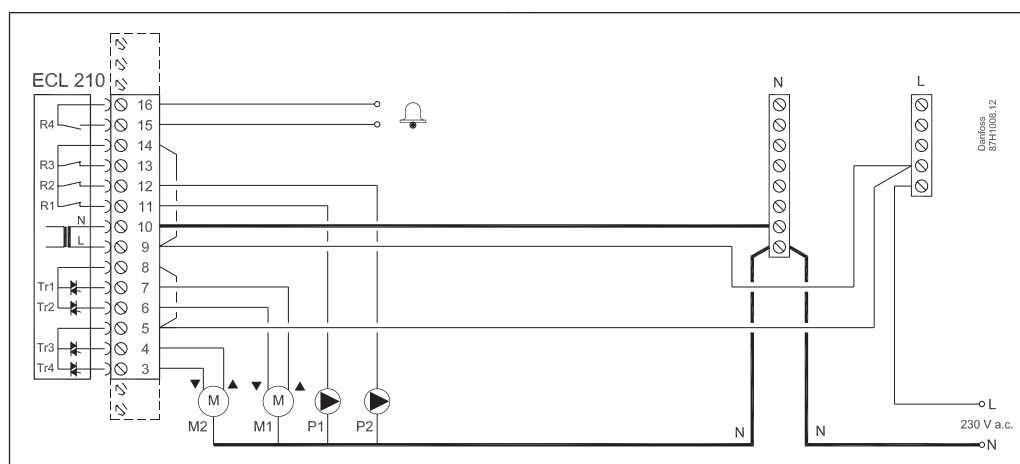 ECL 210
N
L
Danfoss
87H1008.12
16
R4
15
14
R3
13
R2
12
R1
11
N
10
L
9
8
Tr1
7
Tr2
6
5
Tr3
4
Tr4
3
M
M
M2
M1
P1
P2
N
N
L
230 V a.c.
N